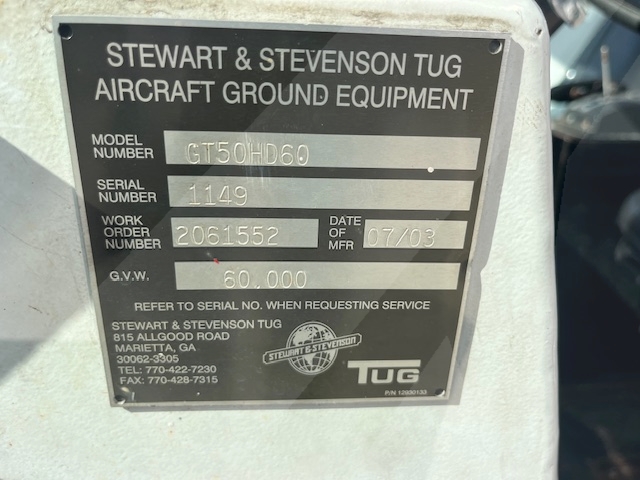 STEWART & STEVENSON TUG
AIRCRAFT GROUND EQUIPMENT
MODEL NUMBER GT50HD60
SERIAL NUMBER 1149
WORK ORDER NUMBER 2061552 DATE OF MFR 07/03
G.V.W. 60,000
REFER TO SERIAL NO. WHEN REQUESTING SERVICE
STEWART & STEVENSON TUG
815 ALLGOOD ROAD
MARIETTA, GA
30062-3305
TEL: 770-422-7230
FAX: 770-428-7315
STEWART & STEVENSON
TUG
P/N 12930133